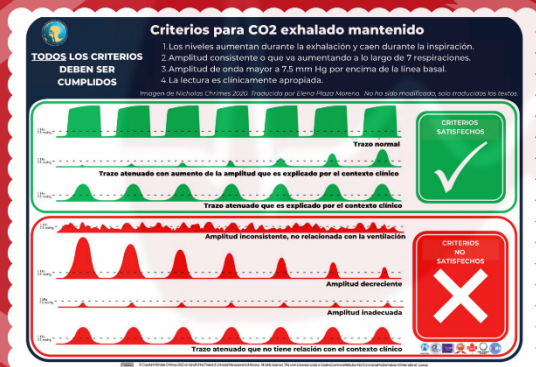 Criterios para CO2 exhalado mantenido
TODOS LOS CRITERIOS
DEBEN SER
CUMPLIDOS
1.Los niveles aumentan durante la exhalación y caen durante la inspiración.
2.Amplitud consistente o que va aumentando a lo largo de 7 respiraciones.
3.Amplitud de onda mayor a 7.5 mm Hg por encima de la línea basal.
4.La lectura es clínicamente apropiada.
Imagen de Nicholas Chrimes 2020. Traducida por Elena Plaza Moreno. No ha sido modificada, solo traducidos los textos.
Trazo normal
Trazo atenuado con aumento de la amplitud que es explicado por el contexto clínico
Trazo atenuado que es explicado por el contexto clínico
CRITERIOS
SATISFECHOS
Amplitud inconsistente, no relacionada con la ventilación
Amplitud decreciente
Amplitud inadecuada
Trazo atenuado que no tiene relación con el contexto clínico
CRITERIOS
NO
SATISFECHOS